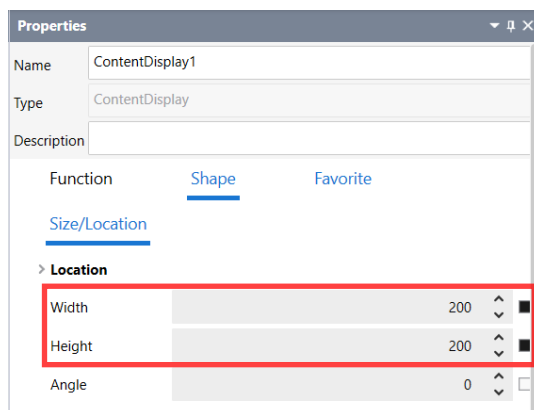 Properties
Name ContentDisplay1
Type ContentDisplay
Description
Function Shape Favorite
Size/Location
Location
Width 200
Height 200
Angle 0